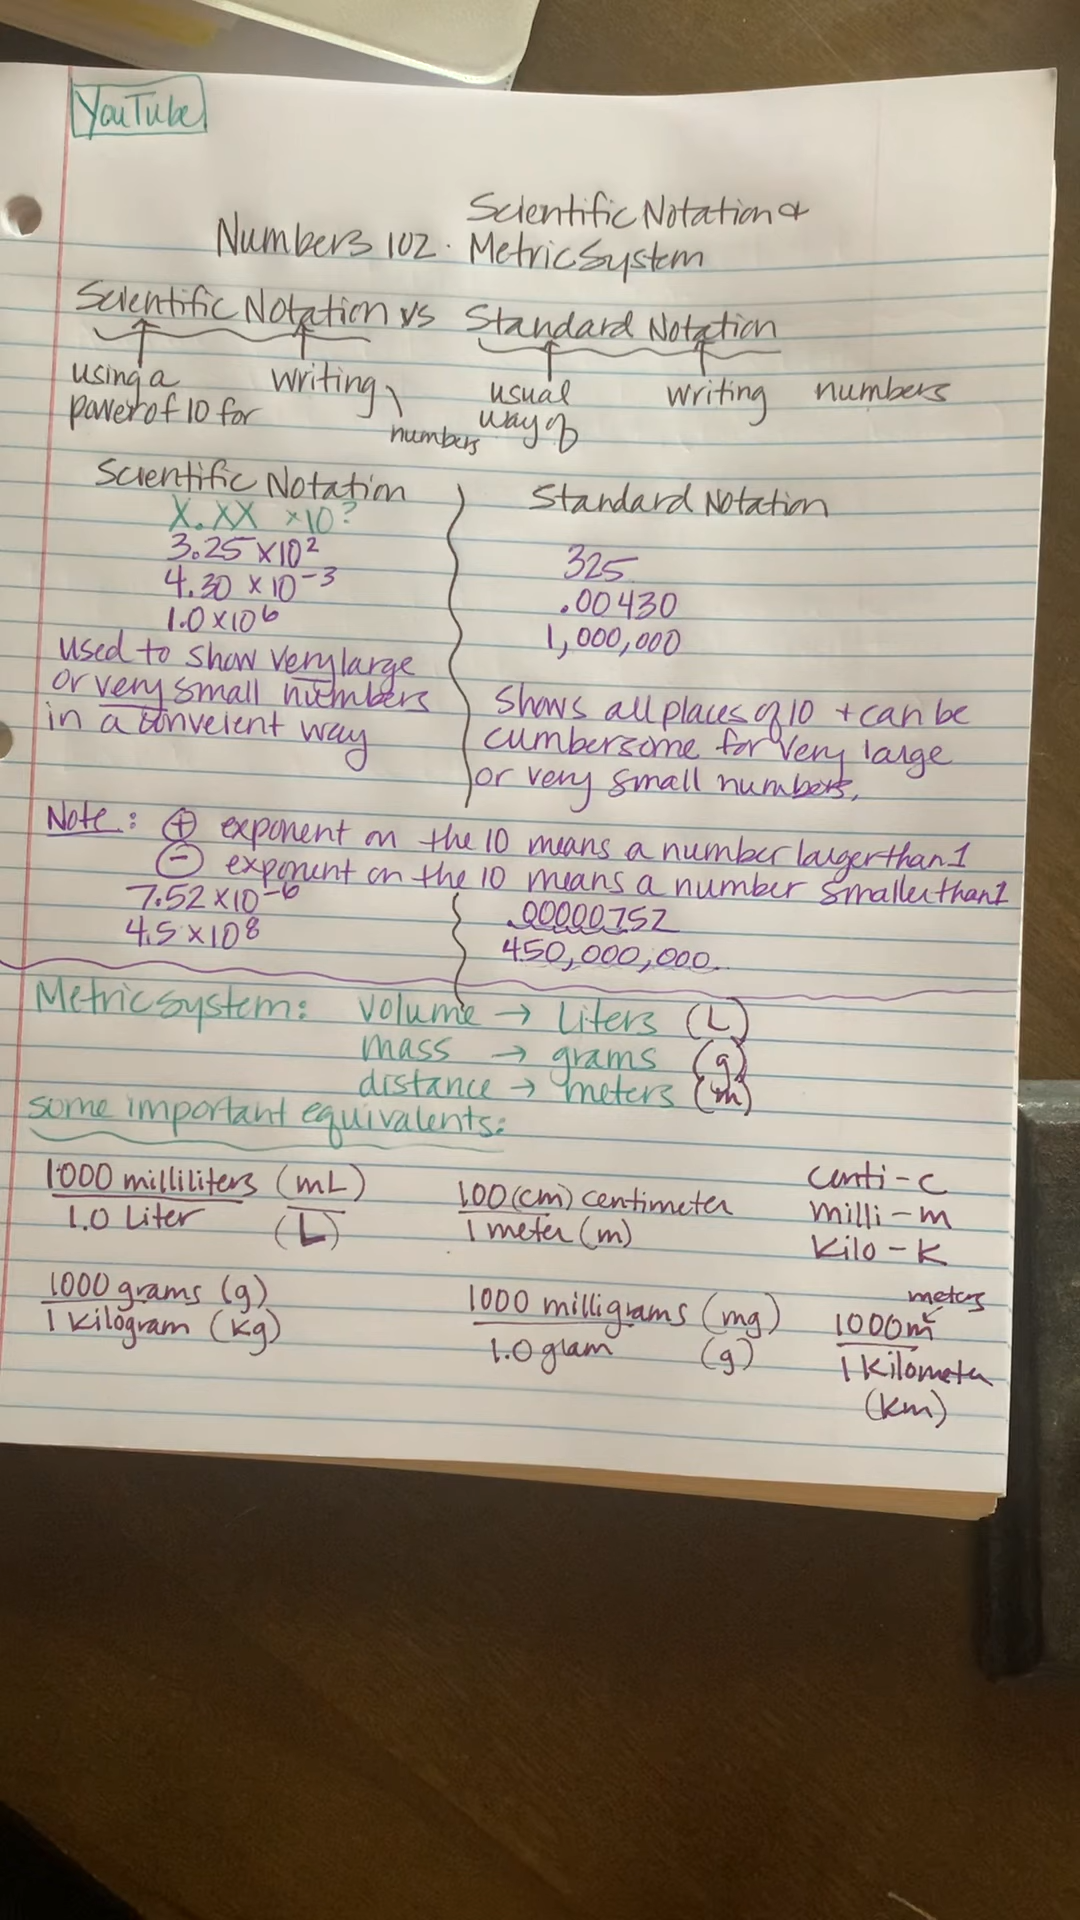 YouTube
Scientific Notation &
Numbers 102. Metric System
Scientific Notation vs Standard Notation
using a writing usual writing numbers
power of 10 for numbers way of
Scientific Notation Standard Notation
X.XX ×10?
3.25 ×10² 325
4.30 × 10⁻³ .00430
1.0 × 10⁶ 1,000,000
used to show very large
or very small numbers
in a conveient way
shows all places of 10 + can be
cumbersome for very large
or very small numbers.
Note: ⊕ exponent on the 10 means a number larger than 1
⊖ exponent on the 10 means a number smaller than 1
7.52 ×10⁻⁶ .00000752
4.5 ×10⁸ 450,000,000.
Metric system: volume → Liters (L)
mass → grams (g)
distance → meters (m)
some important equivalents:
1000 milliliters (mL)
1.0 Liter (L)
100 (cm) centimeter
1 meter (m)
centi - c
milli - m
kilo - k
1000 grams (g)
1 kilogram (kg)
1000 milligrams (mg)
1.0 gram (g)
meters
1000m
1 kilometer
(km)